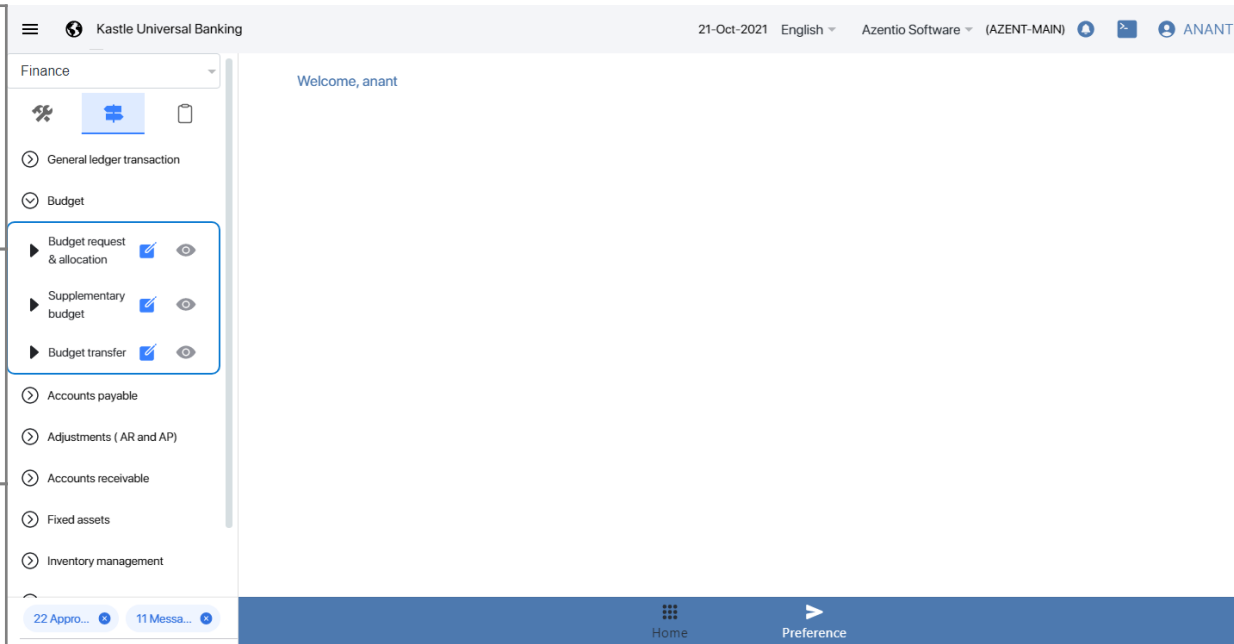 Kastle Universal Banking
21-Oct-2021 English Azentio Software (AZENT-MAIN) ANANT
Finance
Welcome, anant
General ledger transaction
Budget
Budget request
& allocation
Supplementary
budget
Budget transfer
Accounts payable
Adjustments ( AR and AP)
Accounts receivable
Fixed assets
Inventory management
22 Appro... 11 Messa...
Home Preference